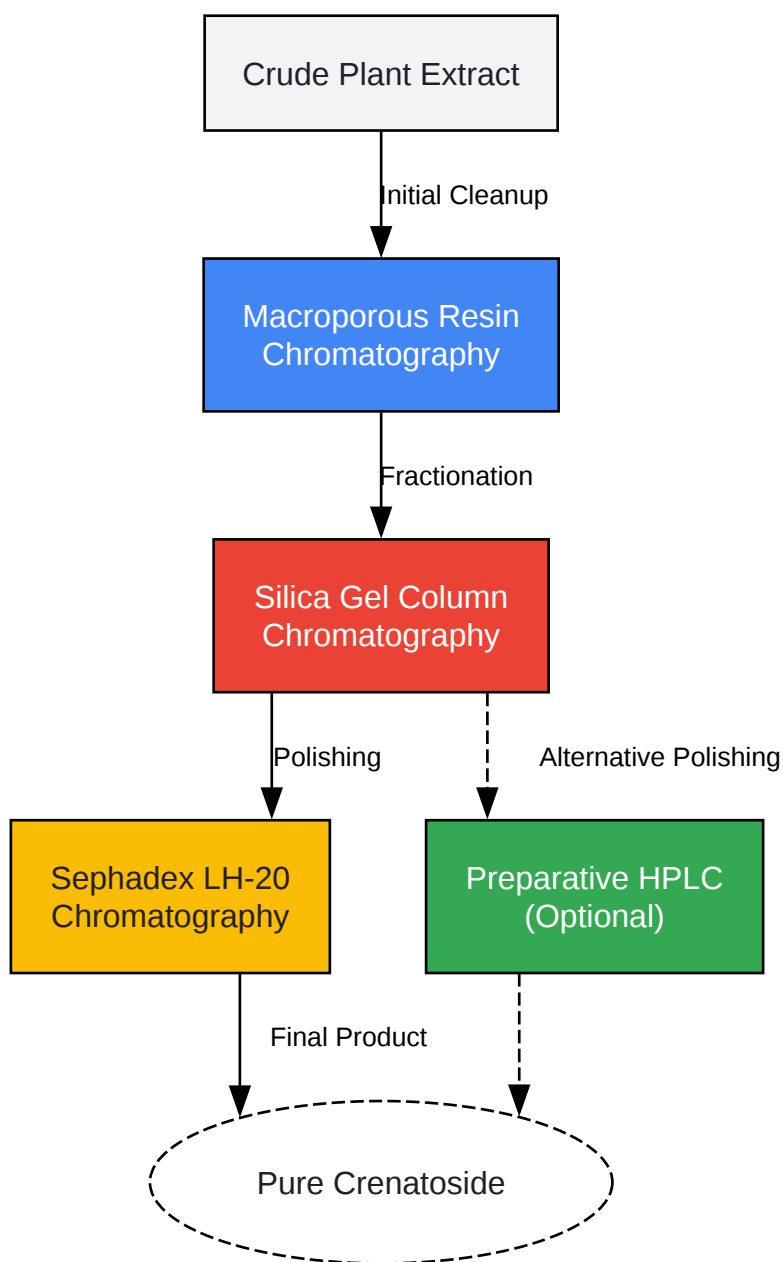 Crude Plant Extract
Initial Cleanup
Macroporous Resin
Chromatography
Fractionation
Silica Gel Column
Chromatography
Polishing
Alternative Polishing
Sephadex LH-20
Chromatography
Preparative HPLC
(Optional)
Final Product
Pure Crenatoside